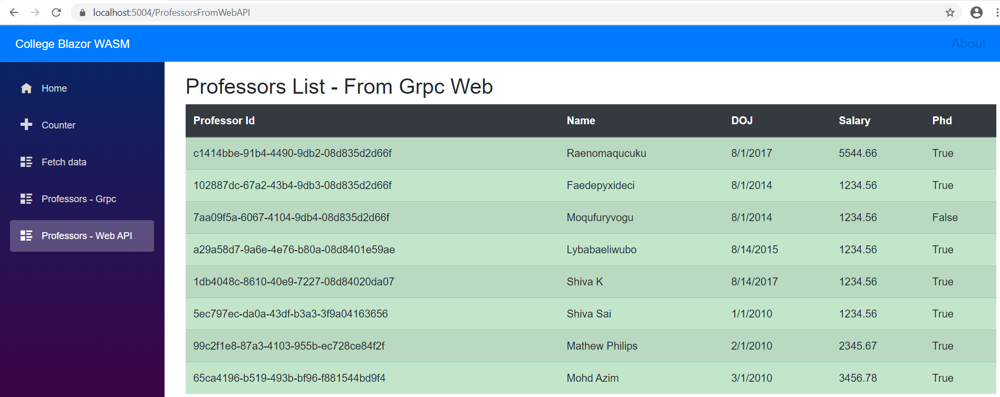 localhost:5004/ProfessorsFromWebAPI
College Blazor WASM About
Home
Counter
Fetch data
Professors - Grpc
Professors - Web API
Professors List - From Grpc Web
Professor Id Name DOJ Salary Phd
c1414bbe-91b4-4490-9db2-08d835d2d66f Raenomaqucuku 8/1/2017 5544.66 True
102887dc-67a2-43b4-9db3-08d835d2d66f Faedepyxideci 8/1/2014 1234.56 True
7aa09f5a-6067-4104-9db4-08d835d2d66f Moqufuryvogu 8/1/2014 1234.56 False
a29a58d7-9a6e-4e76-b80a-08d8401e59ae Lybabaeliwubo 8/14/2015 1234.56 True
1db4048c-8610-40e9-7227-08d84020da07 Shiva K 8/14/2017 1234.56 True
5ec797ec-da0a-43df-b3a3-3f9a04163656 Shiva Sai 1/1/2010 1234.56 True
99c2f1e8-87a3-4103-955b-ec728ce84f2f Mathew Philips 2/1/2010 2345.67 True
65ca4196-b519-493b-bf96-f881544bd9f4 Mohd Azim 3/1/2010 3456.78 True